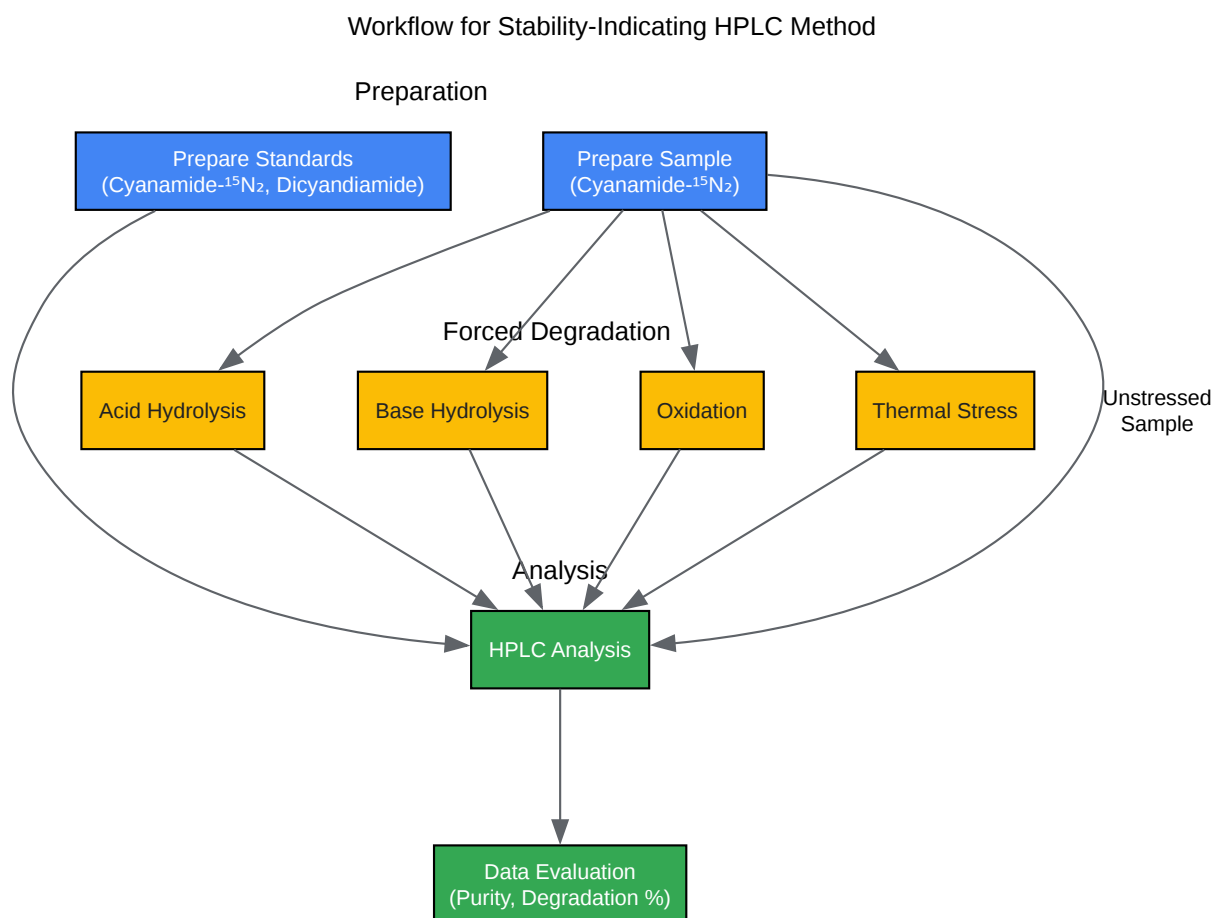 Workflow for Stability-Indicating HPLC Method
Preparation
Prepare Standards
(Cyanamide-¹⁵N₂, Dicyandiamide)
Prepare Sample
(Cyanamide-¹⁵N₂)
Forced Degradation
Acid Hydrolysis
Base Hydrolysis
Oxidation
Thermal Stress
Unstressed
Sample
Analysis
HPLC Analysis
Data Evaluation
(Purity, Degradation %)